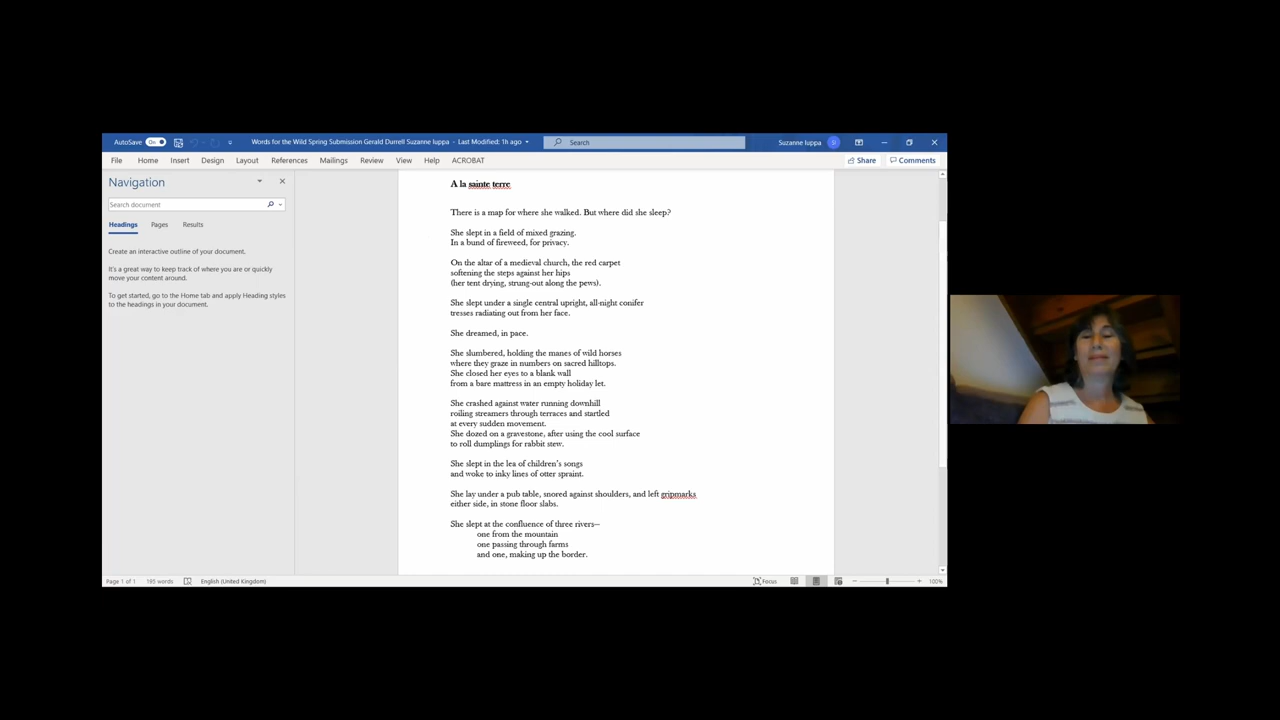 AutoSave On Words for the Wild Spring Submission Gerald Durrell Suzanne Iuppa - Last Modified: 1h ago Search Suzanne Iuppa SI
File Home Insert Design Layout References Mailings Review View Help ACROBAT Share Comments
Navigation
Search document
Headings Pages Results
Create an interactive outline of your document.
It's a great way to keep track of where you are or quickly
move your content around.
To get started, go to the Home tab and apply Heading styles
to the headings in your document.
A la sainte terre
There is a map for where she walked. But where did she sleep?
She slept in a field of mixed grazing.
In a bund of fireweed, for privacy.
On the altar of a medieval church, the red carpet
softening the steps against her hips
(her tent drying, strung-out along the pews).
She slept under a single central upright, all-night conifer
tresses radiating out from her face.
She dreamed, in pace.
She slumbered, holding the manes of wild horses
where they graze in numbers on sacred hilltops.
She closed her eyes to a blank wall
from a bare mattress in an empty holiday let.
She crashed against water running downhill
roiling streamers through terraces and startled
at every sudden movement.
She dozed on a gravestone, after using the cool surface
to roll dumplings for rabbit stew.
She slept in the lea of children's songs
and woke to inky lines of otter spraint.
She lay under a pub table, snored against shoulders, and left gripmarks
either side, in stone floor slabs.
She slept at the confluence of three rivers—
one from the mountain
one passing through farms
and one, making up the border.
Page 1 of 1 195 words English (United Kingdom) Focus 100%